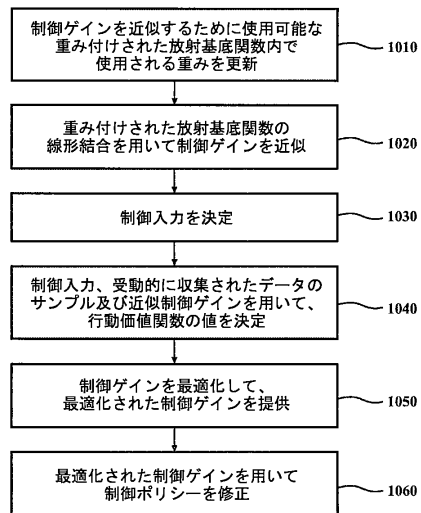 制御ゲインを近似するために使用可能な
重み付けされた放射基底関数内で
使用される重みを更新
1010
重み付けされた放射基底関数の
線形結合を用いて制御ゲインを近似
1020
制御入力を決定
1030
制御入力、受動的に収集されたデータの
サンプル及び近似制御ゲインを用いて、
行動価値関数の値を決定
1040
制御ゲインを最適化して、
最適化された制御ゲインを提供
1050
最適化された制御ゲインを用いて
制御ポリシーを修正
1060